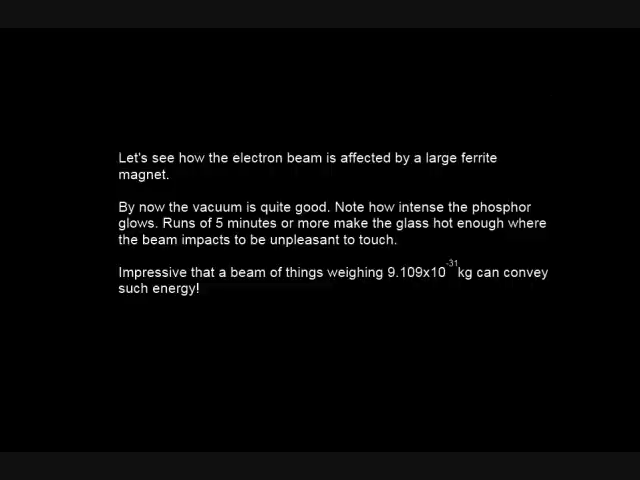 Let's see how the electron beam is affected by a large ferrite
magnet.
By now the vacuum is quite good. Note how intense the phosphor
glows. Runs of 5 minutes or more make the glass hot enough where
the beam impacts to be unpleasant to touch.
Impressive that a beam of things weighing 9.109x10⁻³¹kg can convey
such energy!